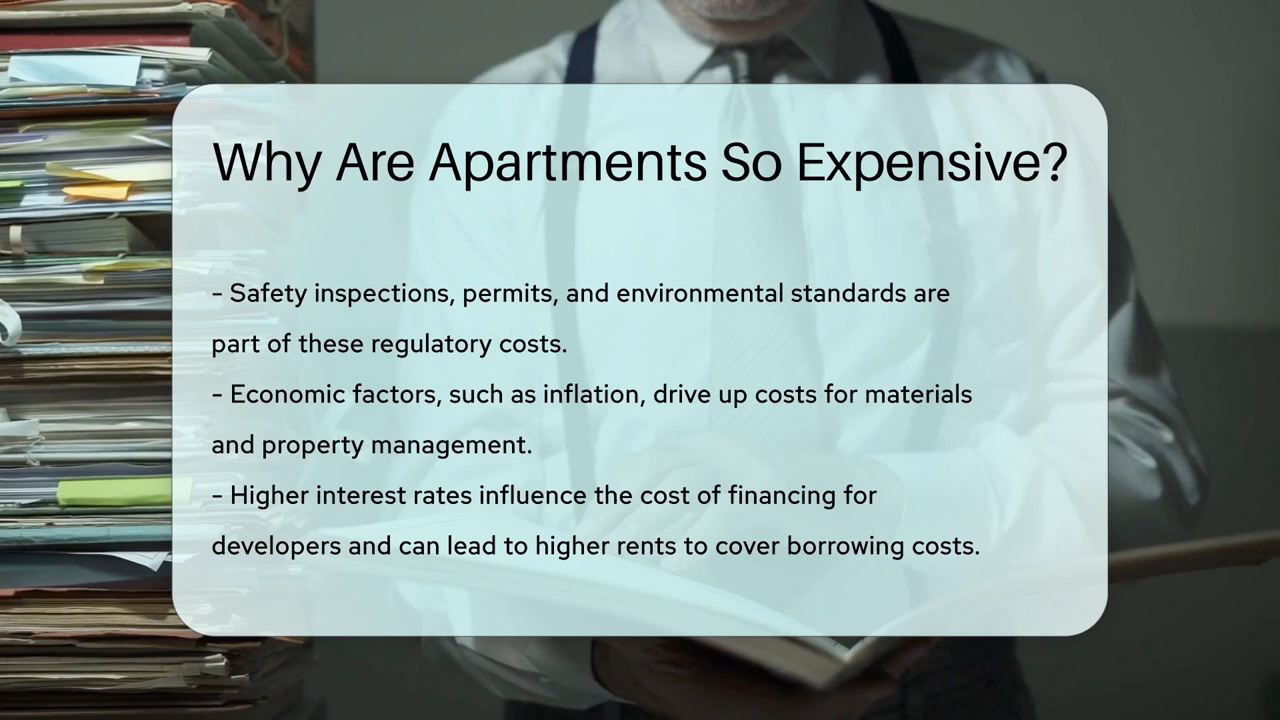 Why Are Apartments So Expensive?
– Safety inspections, permits, and environmental standards are
part of these regulatory costs.
– Economic factors, such as inflation, drive up costs for materials
and property management.
– Higher interest rates influence the cost of financing for
developers and can lead to higher rents to cover borrowing costs.